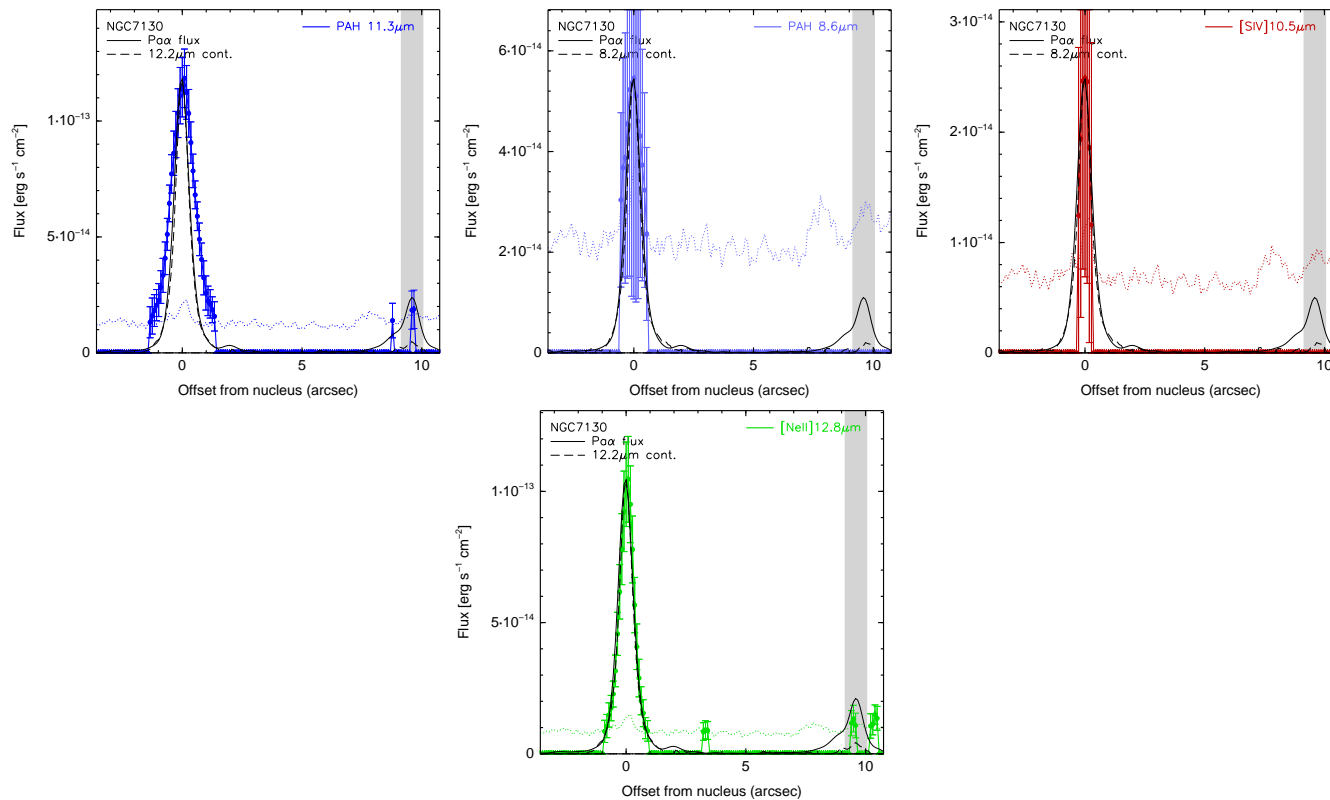 NGC7130
Paα flux
12.2μm cont.
PAH 11.3μm
1•10⁻¹³
5•10⁻¹⁴
0
Flux [erg s⁻¹ cm⁻²]
0 5 10
Offset from nucleus (arcsec)
NGC7130
Paα flux
8.2μm cont.
PAH 8.6μm
6•10⁻¹⁴
4•10⁻¹⁴
2•10⁻¹⁴
0
Flux [erg s⁻¹ cm⁻²]
0 5 10
Offset from nucleus (arcsec)
NGC7130
Paα flux
8.2μm cont.
[SIV]10.5μm
3•10⁻¹⁴
2•10⁻¹⁴
1•10⁻¹⁴
0
Flux [erg s⁻¹ cm⁻²]
0 5 10
Offset from nucleus (arcsec)
NGC7130
Paα flux
12.2μm cont.
[NeII]12.8μm
1•10⁻¹³
5•10⁻¹⁴
0
Flux [erg s⁻¹ cm⁻²]
0 5 10
Offset from nucleus (arcsec)